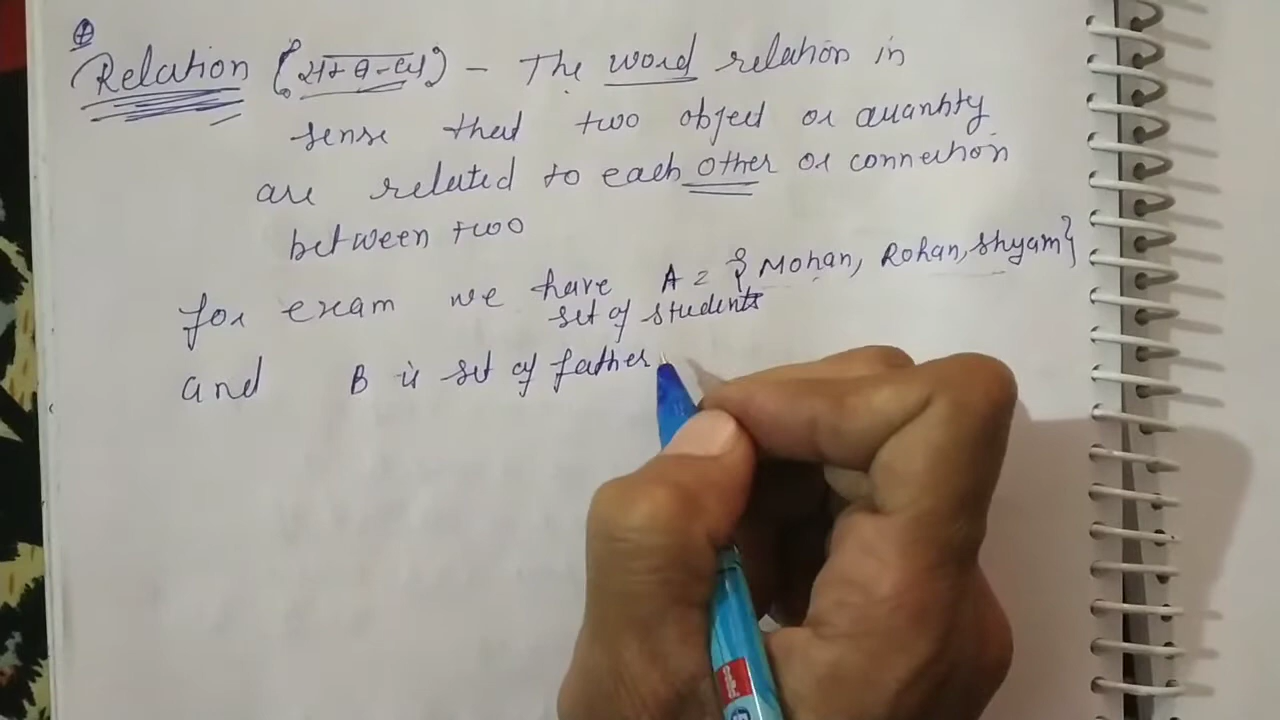 Relation (सम्बन्ध) - The word relation in
sense that two object or quantity
are related to each other or connection
between two
for exam we have A = {Mohan, Rohan, Shyam}
set of students
and B is set of father
cello